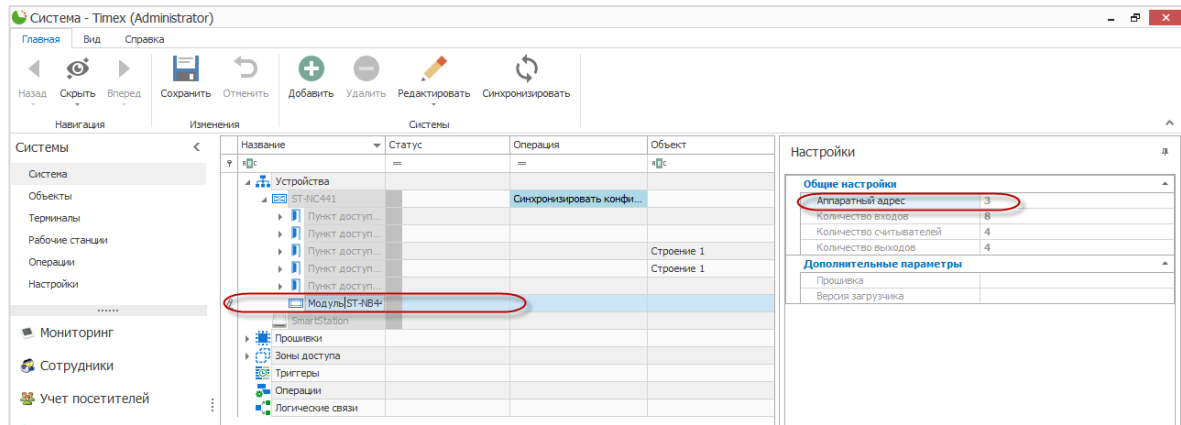 Система - Timex (Administrator)
Главная Вид Справка
Назад Скрыть Вперед Сохранить Отменить Добавить Удалить Редактировать Синхронизировать
Навигация Изменения Системы
Системы
Система
Объекты
Терминалы
Рабочие станции
Операции
Настройки
Мониторинг
Сотрудники
Учет посетителей
Название Статус Операция Объект
= =
Устройства
ST-NC441 Синхронизировать конфи...
Пункт доступ...
Пункт доступ...
Пункт доступ... Строение 1
Пункт доступ... Строение 1
Пункт доступ...
Модуль ST-NB44
SmartStation
Прошивки
Зоны доступа
Триггеры
Операции
Логические связи
Настройки
Общие настройки
Аппаратный адрес 3
Количество входов 8
Количество считывателей 4
Количество выходов 4
Дополнительные параметры
Прошивка
Версия загрузчика